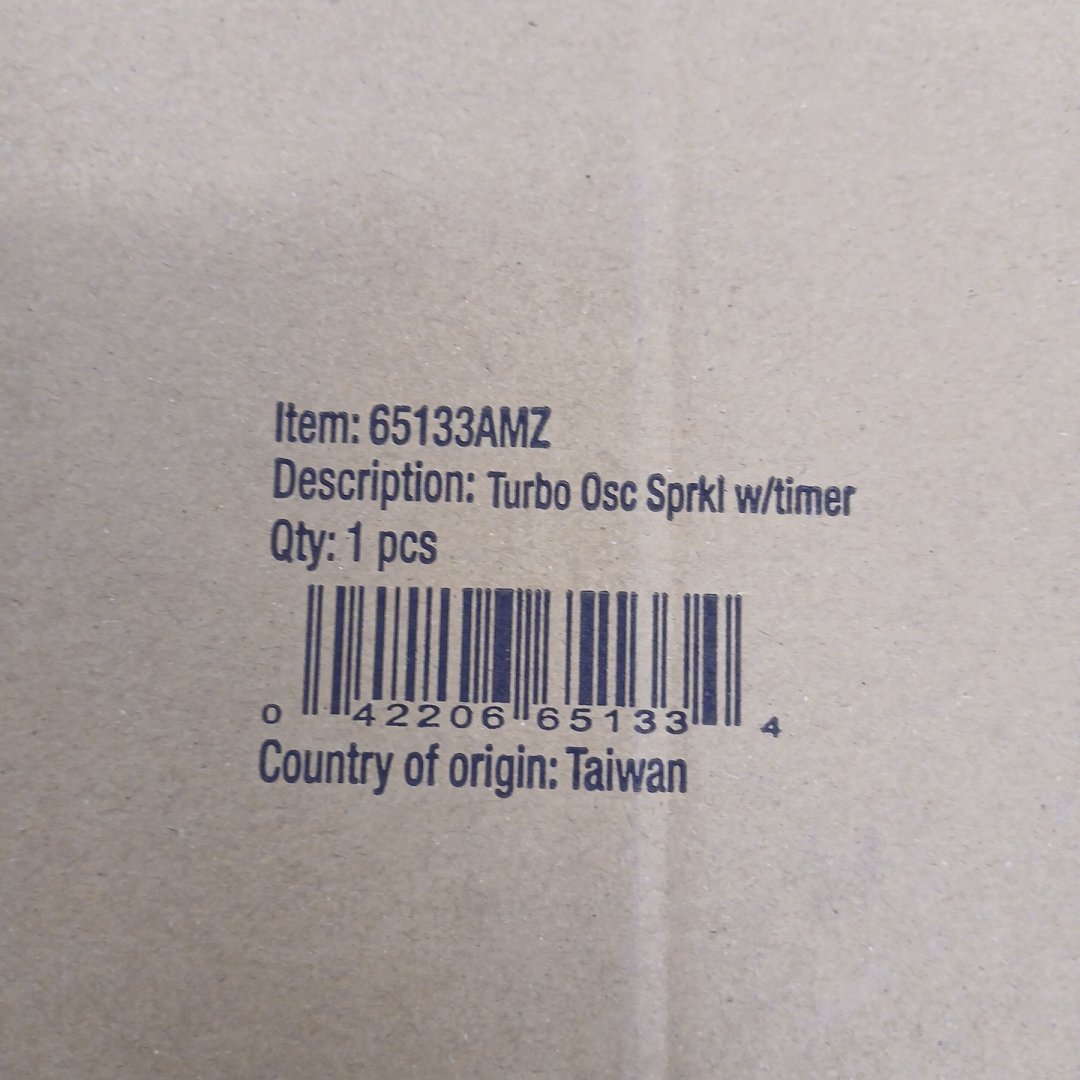 Item: 65133AMZ
Description: Turbo Osc Sprkl w/timer
Qty: 1 pcs
0 42206 65133 4
Country of origin: Taiwan